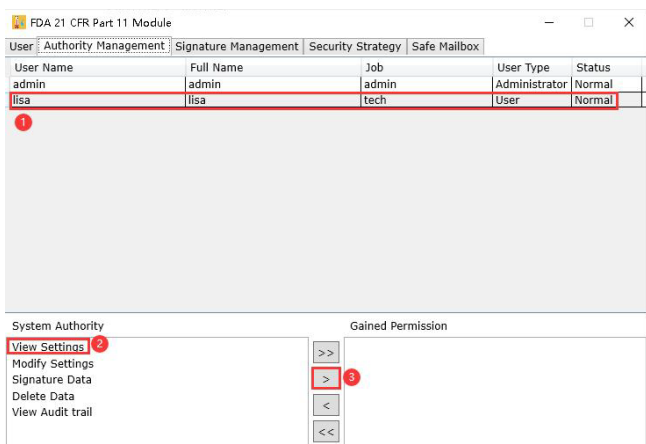 FDA 21 CFR Part 11 Module
User Authority Management Signature Management Security Strategy Safe Mailbox
User Name Full Name Job User Type Status
admin admin admin Administrator Normal
lisa lisa tech User Normal
1
System Authority Gained Permission
View Settings 2
Modify Settings
Signature Data
Delete Data
View Audit trail
>>
> 3
<
<<